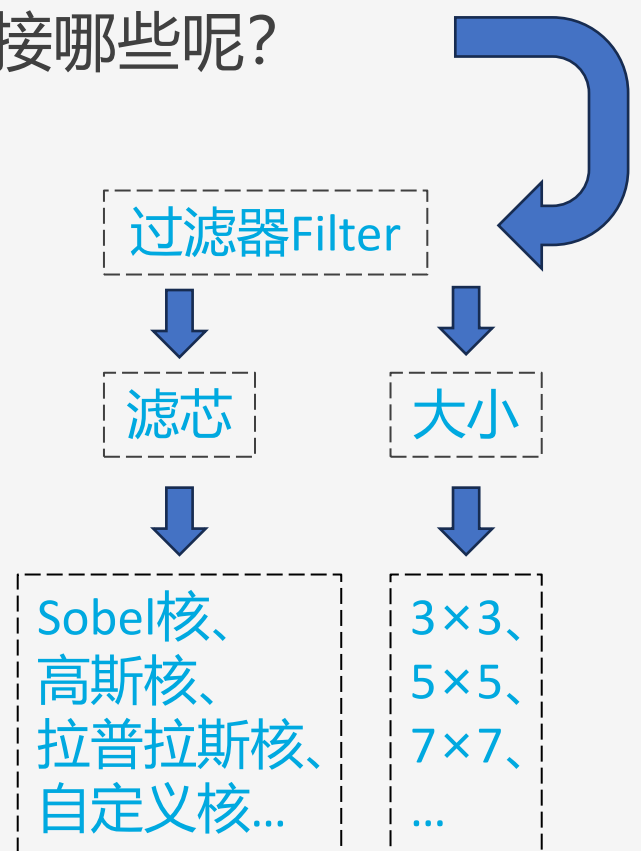 接哪些呢?
过滤器Filter
滤芯
大小
Sobel核、
高斯核、
拉普拉斯核、
自定义核...
3×3、
5×5、
7×7、
...